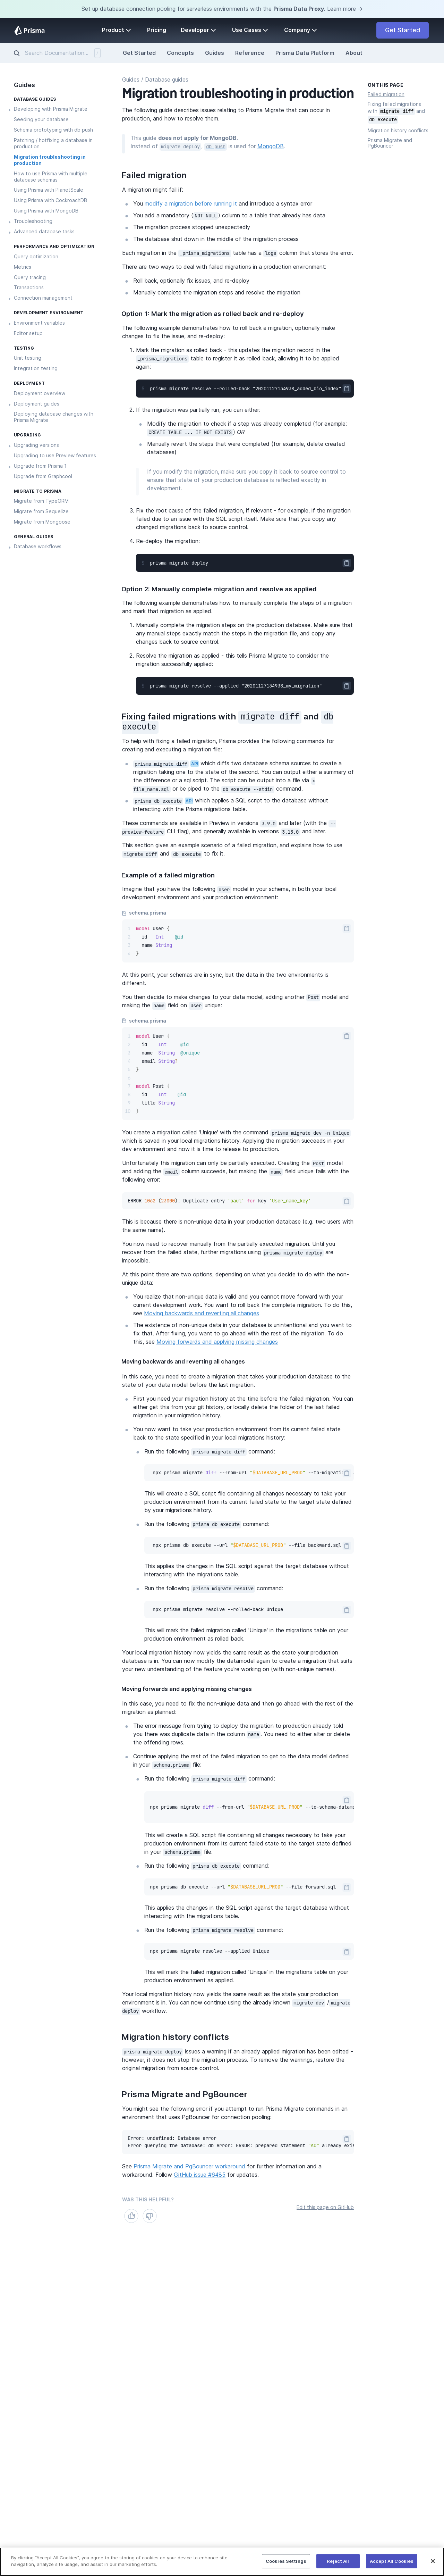 Set up database connection pooling for serverless environments with the Prisma Data Proxy. Learn more →
Prisma
Product
Pricing
Developer
Use Cases
Company
Get Started
Search Documentation...
Get Started
Concepts
Guides
Reference
Prisma Data Platform
About
Guides
DATABASE GUIDES
Developing with Prisma Migrate
Seeding your database
Schema prototyping with db push
Patching / hotfixing a database in
production
Migration troubleshooting in
production
How to use Prisma with multiple
database schemas
Using Prisma with PlanetScale
Using Prisma with CockroachDB
Using Prisma with MongoDB
Troubleshooting
Advanced database tasks
PERFORMANCE AND OPTIMIZATION
Query optimization
Metrics
Query tracing
Transactions
Connection management
DEVELOPMENT ENVIRONMENT
Environment variables
Editor setup
TESTING
Unit testing
Integration testing
DEPLOYMENT
Deployment overview
Deployment guides
Deploying database changes with
Prisma Migrate
UPGRADING
Upgrading versions
Upgrading to use Preview features
Upgrade from Prisma 1
Upgrade from Graphcool
MIGRATE TO PRISMA
Migrate from TypeORM
Migrate from Sequelize
Migrate from Mongoose
GENERAL GUIDES
Database workflows
Guides / Database guides
Migration troubleshooting in production
The following guide describes issues relating to Prisma Migrate that can occur in
production, and how to resolve them.
This guide does not apply for MongoDB.
Instead of migrate deploy, db push is used for MongoDB.
Failed migration
A migration might fail if:
You modify a migration before running it and introduce a syntax error
You add a mandatory (NOT NULL) column to a table that already has data
The migration process stopped unexpectedly
The database shut down in the middle of the migration process
Each migration in the _prisma_migrations table has a logs column that stores the error.
There are two ways to deal with failed migrations in a production environment:
Roll back, optionally fix issues, and re-deploy
Manually complete the migration steps and resolve the migration
Option 1: Mark the migration as rolled back and re-deploy
The following example demonstrates how to roll back a migration, optionally make
changes to fix the issue, and re-deploy:
1. Mark the migration as rolled back - this updates the migration record in the
_prisma_migrations table to register it as rolled back, allowing it to be applied
again:
prisma migrate resolve --rolled-back "20201127134938_added_bio_index"
2. If the migration was partially run, you can either:
Modify the migration to check if a step was already completed (for example:
CREATE TABLE ... IF NOT EXISTS) OR
Manually revert the steps that were completed (for example, delete created
databases)
If you modify the migration, make sure you copy it back to source control to
ensure that state of your production database is reflected exactly in
development.
3. Fix the root cause of the failed migration, if relevant - for example, if the migration
failed due to an issue with the SQL script itself. Make sure that you copy any
changed migrations back to source control.
4. Re-deploy the migration:
prisma migrate deploy
Option 2: Manually complete migration and resolve as applied
The following example demonstrates how to manually complete the steps of a migration
and mark that migration as applied.
1. Manually complete the migration steps on the production database. Make sure that
any manual steps exactly match the steps in the migration file, and copy any
changes back to source control.
2. Resolve the migration as applied - this tells Prisma Migrate to consider the
migration successfully applied:
prisma migrate resolve --applied "20201127134938_my_migration"
Fixing failed migrations with migrate diff and db
execute
To help with fixing a failed migration, Prisma provides the following commands for
creating and executing a migration file:
prisma migrate diff API which diffs two database schema sources to create a
migration taking one to the state of the second. You can output either a summary of
the difference or a sql script. The script can be output into a file via >
file_name.sql or be piped to the db execute --stdin command.
prisma db execute API which applies a SQL script to the database without
interacting with the Prisma migrations table.
These commands are available in Preview in versions 3.9.0 and later (with the --
preview-feature CLI flag), and generally available in versions 3.13.0 and later.
This section gives an example scenario of a failed migration, and explains how to use
migrate diff and db execute to fix it.
Example of a failed migration
Imagine that you have the following User model in your schema, in both your local
development environment and your production environment:
schema.prisma
1 model User {
2 id Int @id
3 name String
4 }
At this point, your schemas are in sync, but the data in the two environments is
different.
You then decide to make changes to your data model, adding another Post model and
making the name field on User unique:
schema.prisma
1 model User {
2 id Int @id
3 name String @unique
4 email String?
5 }
6
7 model Post {
8 id Int @id
9 title String
10 }
You create a migration called 'Unique' with the command prisma migrate dev -n Unique
which is saved in your local migrations history. Applying the migration succeeds in your
dev environment and now it is time to release to production.
Unfortunately this migration can only be partially executed. Creating the Post model
and adding the email column succeeds, but making the name field unique fails with the
following error:
ERROR 1062 (23000): Duplicate entry 'paul' for key 'User_name_key'
This is because there is non-unique data in your production database (e.g. two users with
the same name).
You now need to recover manually from the partially executed migration. Until you
recover from the failed state, further migrations using prisma migrate deploy are
impossible.
At this point there are two options, depending on what you decide to do with the non-
unique data:
You realize that non-unique data is valid and you cannot move forward with your
current development work. You want to roll back the complete migration. To do this,
see Moving backwards and reverting all changes
The existence of non-unique data in your database is unintentional and you want to
fix that. After fixing, you want to go ahead with the rest of the migration. To do
this, see Moving forwards and applying missing changes
Moving backwards and reverting all changes
In this case, you need to create a migration that takes your production database to the
state of your data model before the last migration.
First you need your migration history at the time before the failed migration. You can
either get this from your git history, or locally delete the folder of the last failed
migration in your migration history.
You now want to take your production environment from its current failed state
back to the state specified in your local migrations history:
Run the following prisma migrate diff command:
npx prisma migrate diff --from-url "$DATABASE_URL_PROD" --to-migratio
This will create a SQL script file containing all changes necessary to take your
production environment from its current failed state to the target state defined
by your migrations history.
Run the following prisma db execute command:
npx prisma db execute --url "$DATABASE_URL_PROD" --file backward.sql
This applies the changes in the SQL script against the target database without
interacting with the migrations table.
Run the following prisma migrate resolve command:
npx prisma migrate resolve --rolled-back Unique
This will mark the failed migration called 'Unique' in the migrations table on your
production environment as rolled back.
Your local migration history now yields the same result as the state your production
database is in. You can now modify the datamodel again to create a migration that suits
your new understanding of the feature you're working on (with non-unique names).
Moving forwards and applying missing changes
In this case, you need to fix the non-unique data and then go ahead with the rest of the
migration as planned:
The error message from trying to deploy the migration to production already told
you there was duplicate data in the column name. You need to either alter or delete
the offending rows.
Continue applying the rest of the failed migration to get to the data model defined
in your schema.prisma file:
Run the following prisma migrate diff command:
npx prisma migrate diff --from-url "$DATABASE_URL_PROD" --to-schema-datamo
This will create a SQL script file containing all changes necessary to take your
production environment from its current failed state to the target state defined
in your schema.prisma file.
Run the following prisma db execute command:
npx prisma db execute --url "$DATABASE_URL_PROD" --file forward.sql
This applies the changes in the SQL script against the target database without
interacting with the migrations table.
Run the following prisma migrate resolve command:
npx prisma migrate resolve --applied Unique
This will mark the failed migration called 'Unique' in the migrations table on your
production environment as applied.
Your local migration history now yields the same result as the state your production
environment is in. You can now continue using the already known migrate dev /migrate
deploy workflow.
Migration history conflicts
prisma migrate deploy issues a warning if an already applied migration has been edited -
however, it does not stop the migration process. To remove the warnings, restore the
original migration from source control.
Prisma Migrate and PgBouncer
You might see the following error if you attempt to run Prisma Migrate commands in an
environment that uses PgBouncer for connection pooling:
Error: undefined: Database error
Error querying the database: db error: ERROR: prepared statement "s0" already exis
See Prisma Migrate and PgBouncer workaround for further information and a
workaround. Follow GitHub issue #6485 for updates.
WAS THIS HELPFUL?
Edit this page on GitHub
ON THIS PAGE
Failed migration
Fixing failed migrations
with migrate diff and
db execute
Migration history conflicts
Prisma Migrate and
PgBouncer
By clicking "Accept All Cookies", you agree to the storing of cookies on your device to enhance site
navigation, analyze site usage, and assist in our marketing efforts.
Cookies Settings
Reject All
Accept All Cookies